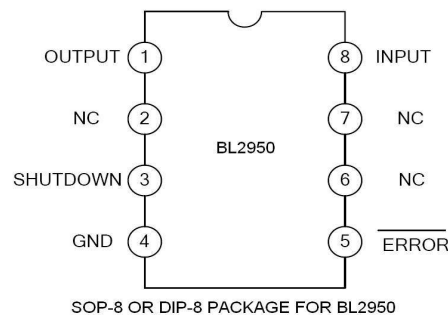 OUTPUT 1 8 INPUT
NC 2 7 NC
BL2950
SHUTDOWN 3 6 NC
GND 4 5 ERROR
SOP-8 OR DIP-8 PACKAGE FOR BL2950